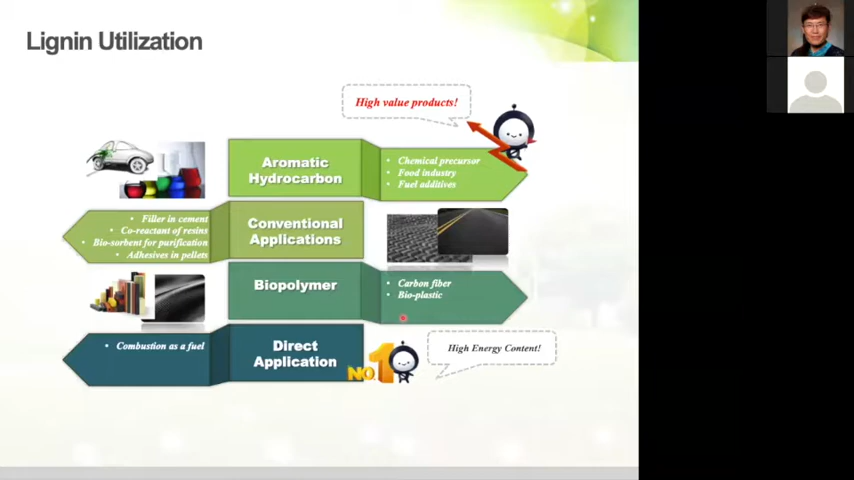 Lignin Utilization
High value products!
Aromatic
Hydrocarbon
• Chemical precursor
• Food industry
• Fuel additives
• Filler in cement
• Co-reactant of resins
• Bio-sorbent for purification
• Adhesives in pellets
Conventional
Applications
Biopolymer
• Carbon fiber
• Bio-plastic
• Combustion as a fuel
Direct
Application
NO.1
High Energy Content!